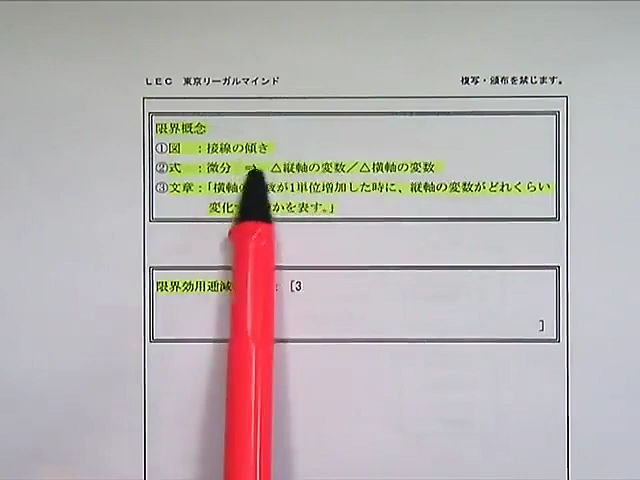 LEC 東京リーガルマインド
複写・頒布を禁じます。
限界概念
①図 : 接線の傾き
②式 : 微分 ⇒ △縦軸の変数/△横軸の変数
③文章 : 「横軸の 数が1単位増加した時に、縦軸の変数がどれくらい
変化 かを表す。」
限界効用逓減 : [3
]